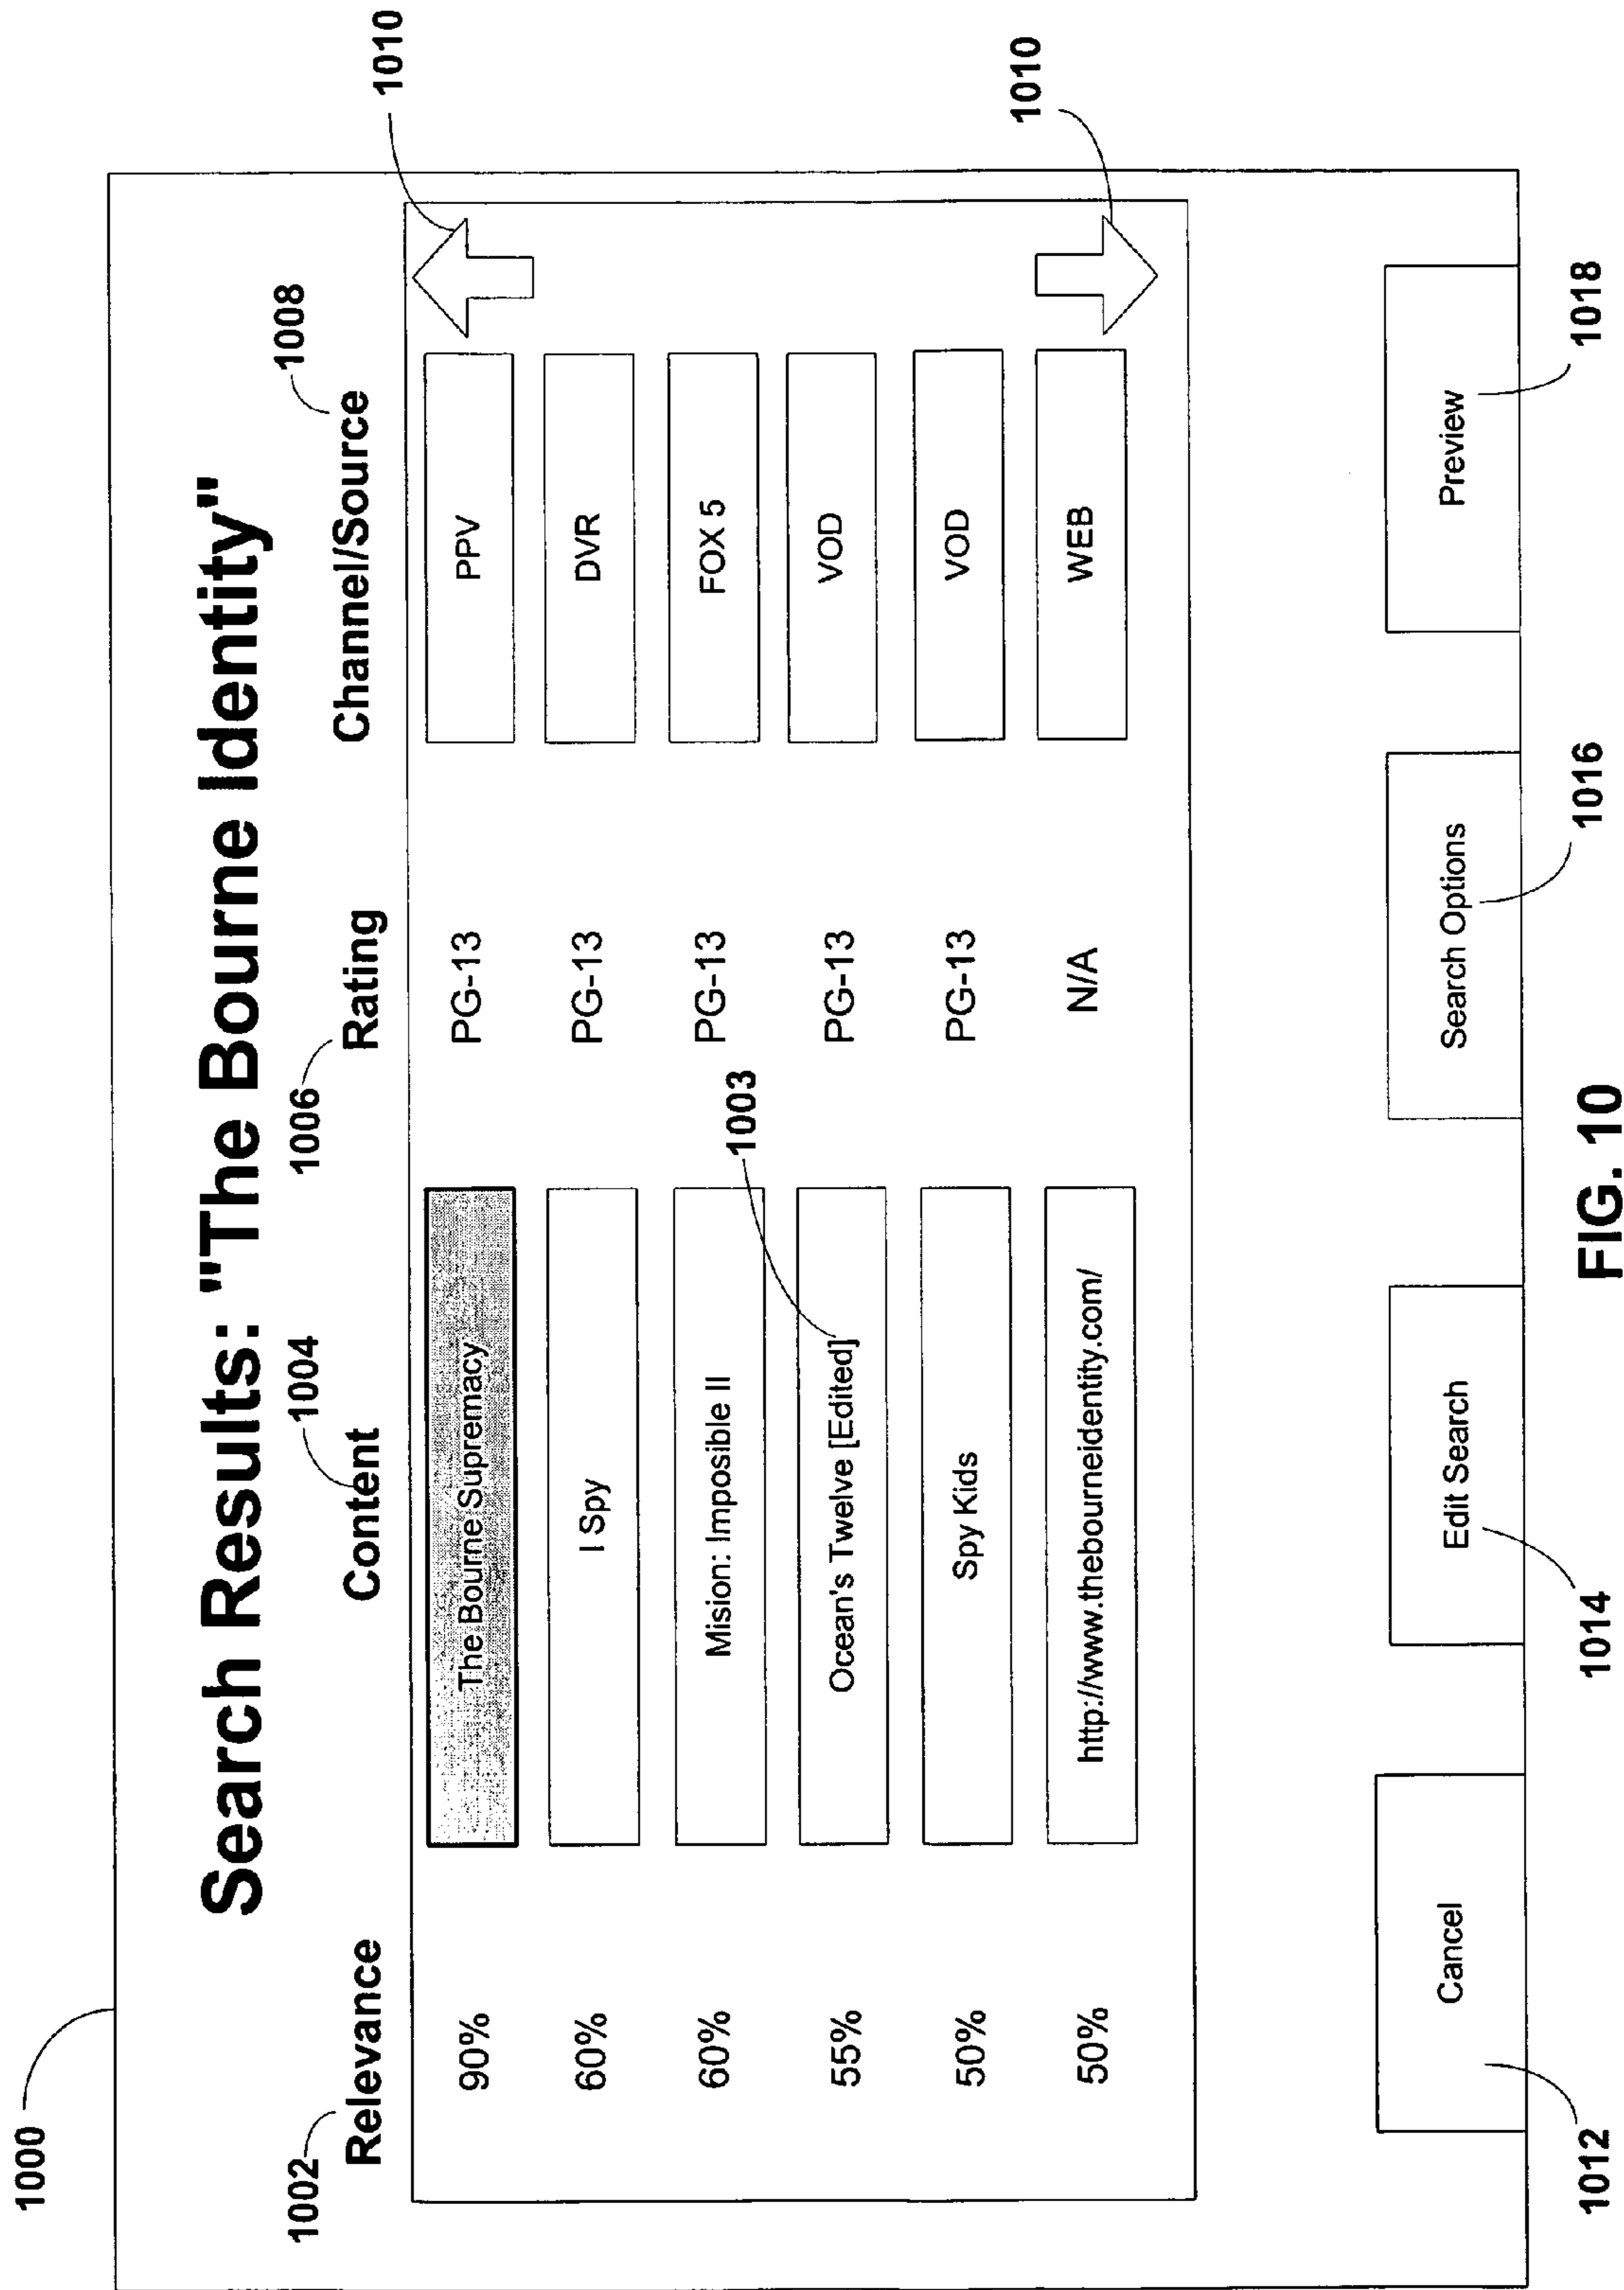 1000
Search Results: "The Bourne Identity"
1002 1004 1006 1008 1010
Relevance Content Rating Channel/Source
90% The Bourne Supremacy PG-13 PPV
60% I Spy PG-13 DVR
60% Mision: Imposible II PG-13 FOX 5
1003
55% Ocean's Twelve [Edited] PG-13 VOD
50% Spy Kids PG-13 VOD
50% http://www.thebourneidentity.com/ N/A WEB
1010
Cancel Edit Search Search Options Preview
1012 1014 1016 1018
FIG. 10